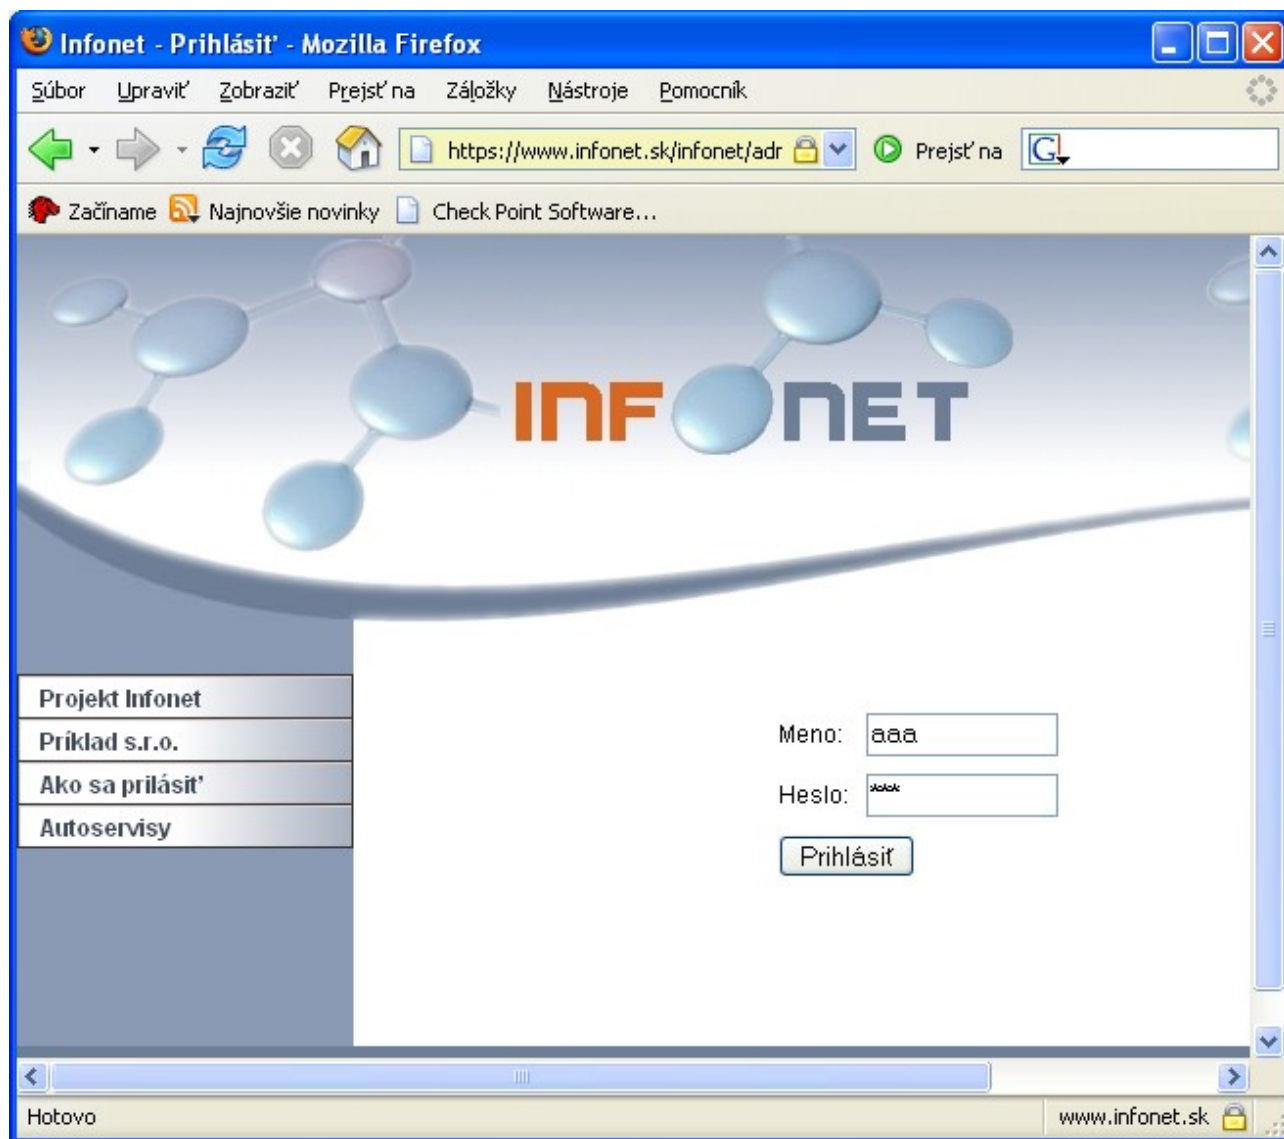 Infonet - Prihlásiť - Mozilla Firefox
Súbor Upraviť Zobraziť Prejsť na Záložky Nástroje Pomocník
https://www.infonet.sk/infonet/adr Prejsť na G
Začíname Najnovšie novinky Check Point Software...
INFONET
Projekt Infonet
Príklad s.r.o.
Ako sa prilásiť
Autoservisy
Meno: aaa
Heslo: ***
Prihlásiť
Hotovo www.infonet.sk